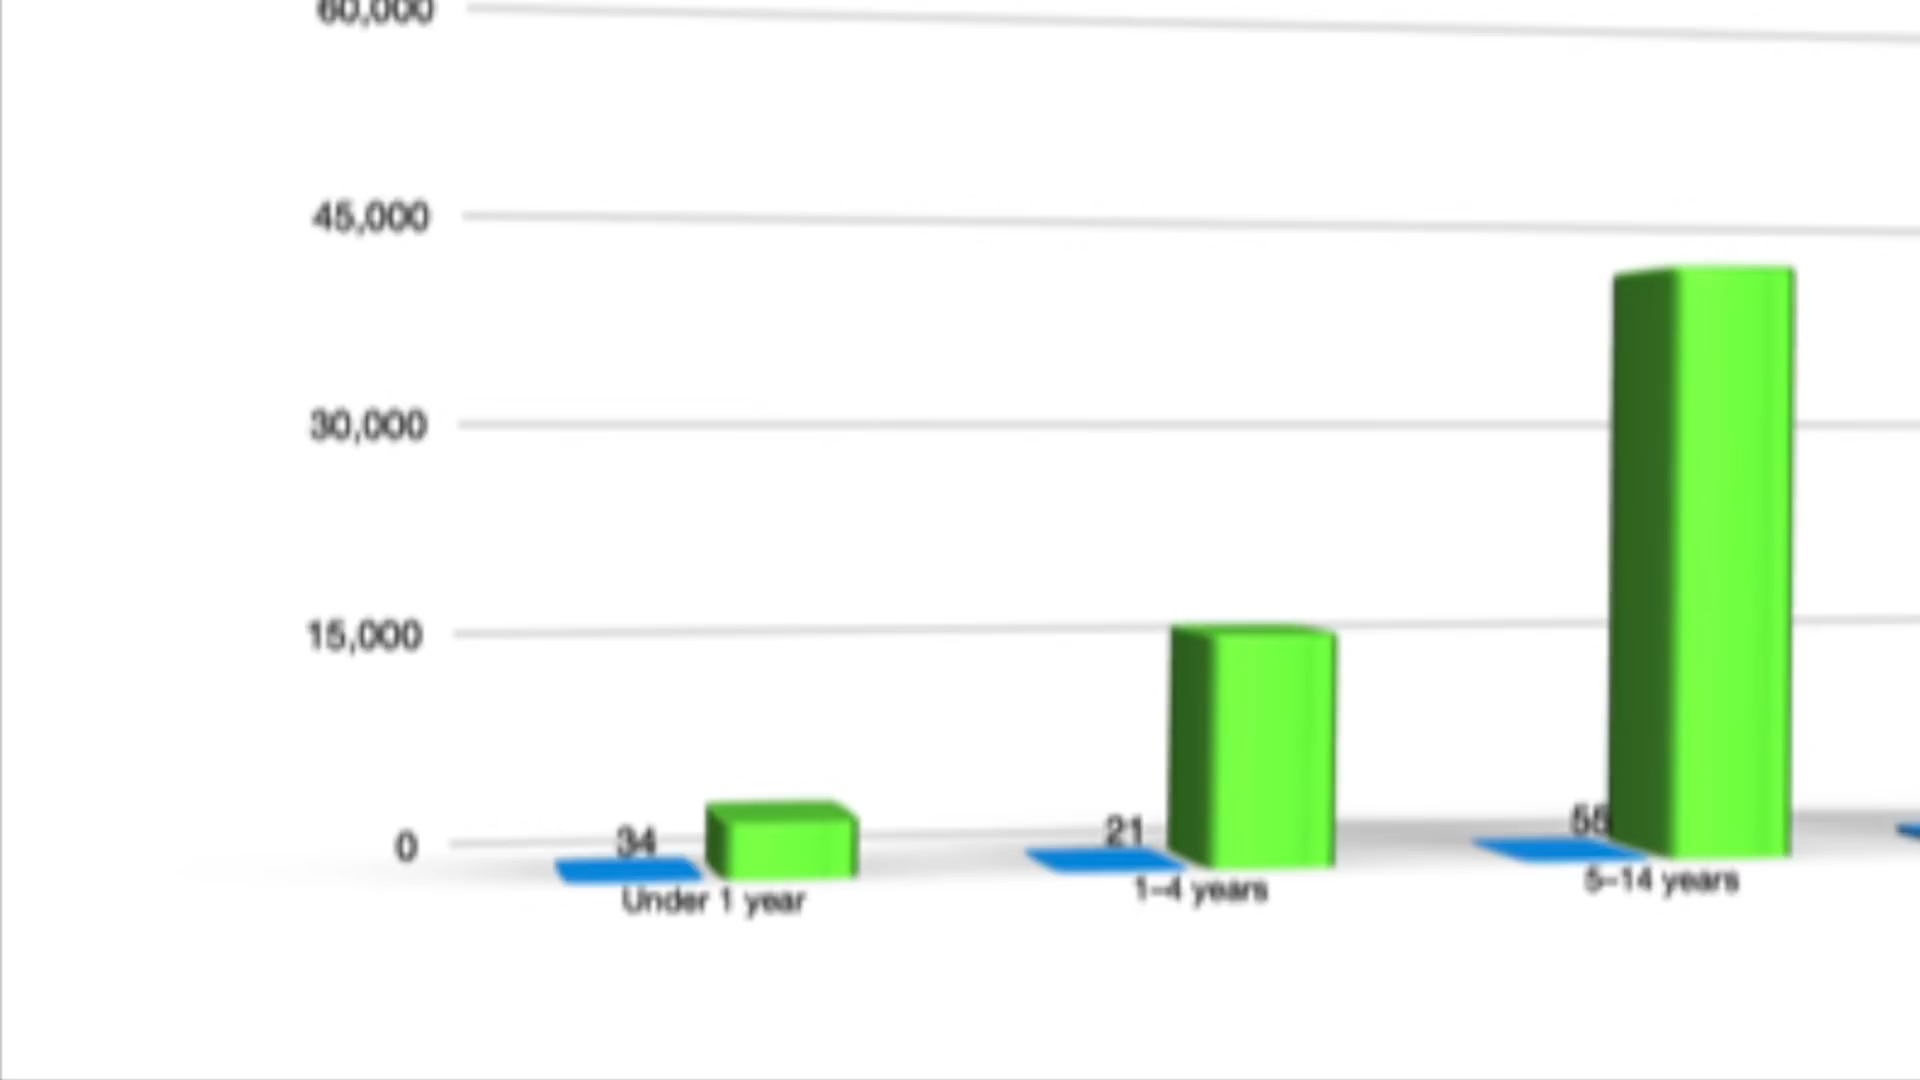 60,000
45,000
30,000
15,000
0
34
21
55
Under 1 year
1–4 years
5–14 years